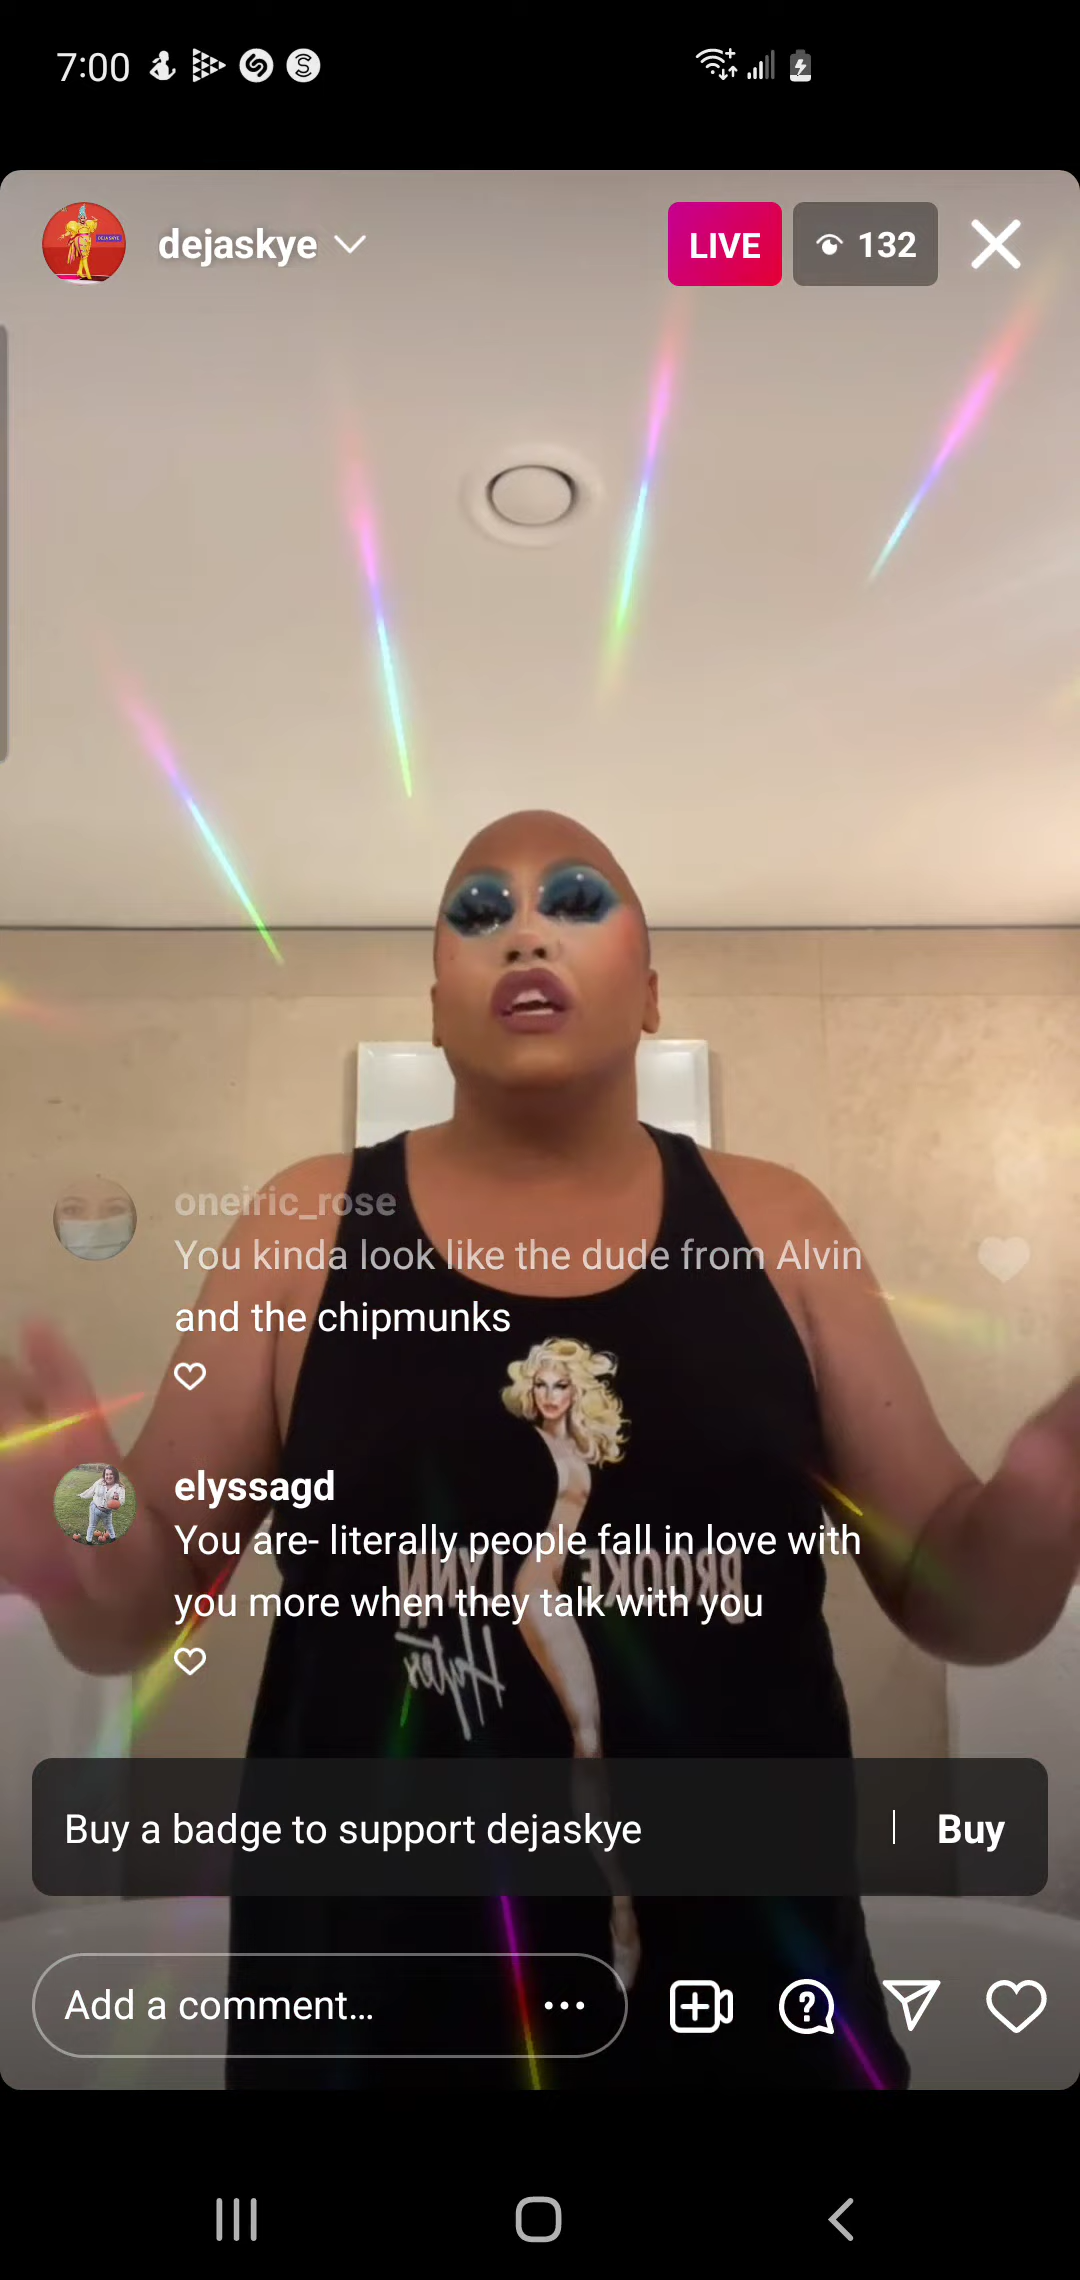 7:00
dejaskye
LIVE
132
oneiric_rose
You kinda look like the dude from Alvin
and the chipmunks
elyssagd
You are- literally people fall in love with
you more when they talk with you
BROOKE LYNN
Hytes
Buy a badge to support dejaskye
Buy
Add a comment...